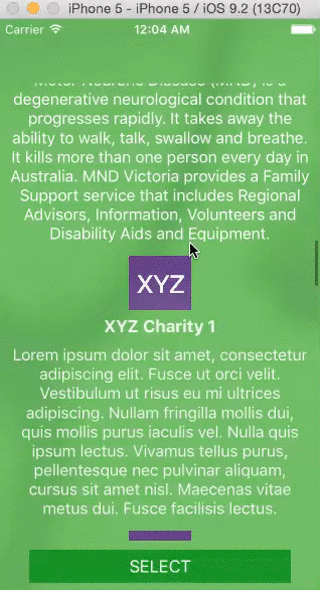 iPhone 5 - iPhone 5 / iOS 9.2 (13C70)
Carrier 12:04 AM
Motor Neurone Disease (MND) is a
degenerative neurological condition that
progresses rapidly. It takes away the
ability to walk, talk, swallow and breathe.
It kills more than one person every day in
Australia. MND Victoria provides a Family
Support service that includes Regional
Advisors, Information, Volunteers and
Disability Aids and Equipment.
XYZ
XYZ Charity 1
Lorem ipsum dolor sit amet, consectetur
adipiscing elit. Fusce ut orci velit.
Vestibulum ut risus eu mi ultrices
adipiscing. Nullam fringilla mollis dui,
quis mollis purus iaculis vel. Nulla quis
ipsum lectus. Vivamus tellus purus,
pellentesque nec pulvinar aliquam,
cursus sit amet nisl. Maecenas vitae
metus dui. Fusce facilisis lectus.
SELECT